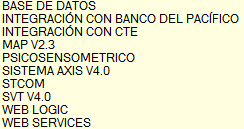 BASE DE DATOS
INTEGRACIÓN CON BANCO DEL PACÍFICO
INTEGRACIÓN CON CTE
MAP V2.3
PSICOSENSOMETRICO
SISTEMA AXIS V4.0
STCOM
SVT V4.0
WEB LOGIC
WEB SERVICES